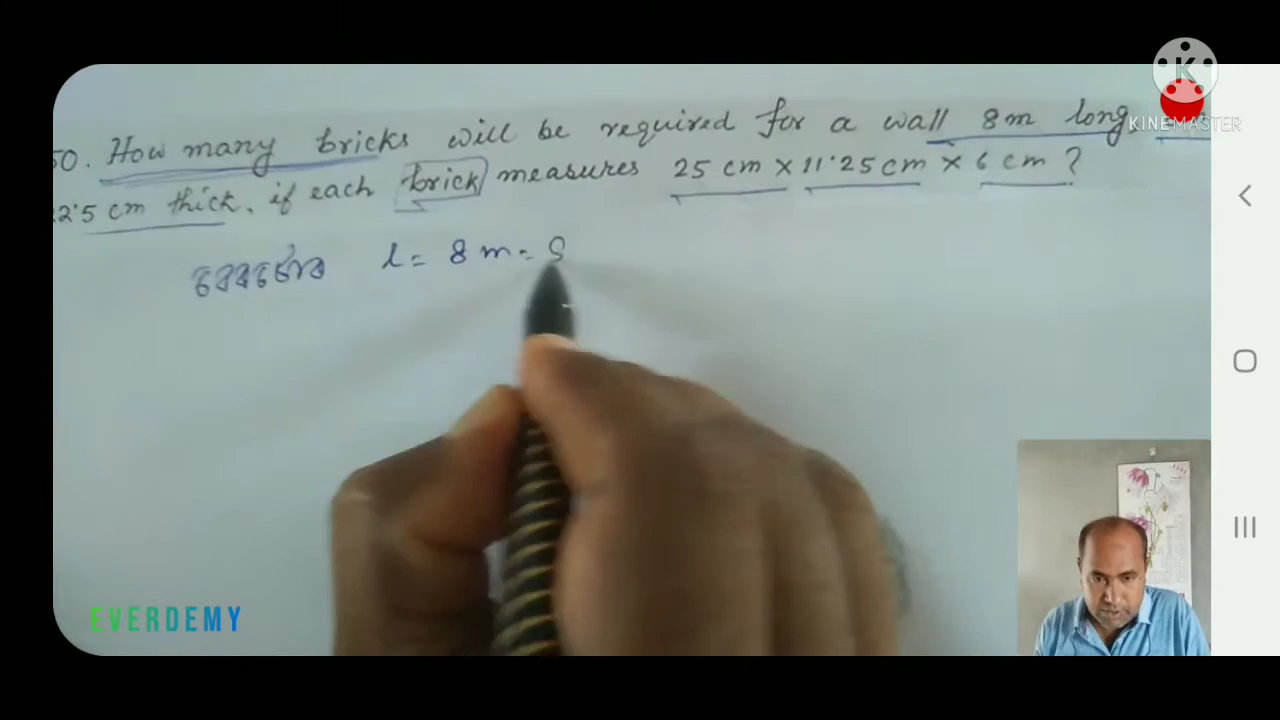 KINEMASTER
50. How many bricks will be required for a wall 8m long
22.5 cm thick, if each brick measures 25 cm × 11.25 cm × 6 cm ?
l = 8 m = 8
EVERDEMY